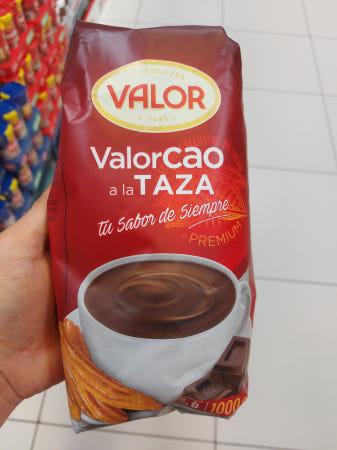 CHOCOLATES
VALOR
1881
ValorCao
a la TAZA
tu Sabor de Siempre
PREMIUM
1000